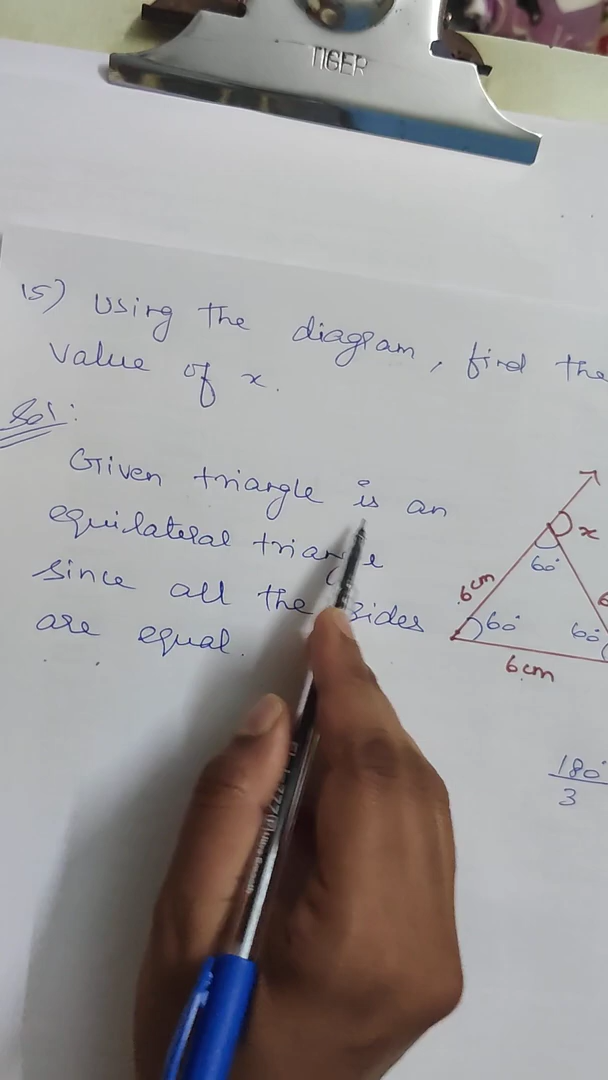 TIGER
15) Using the diagram, find the
value of x.
Sol:
Given triangle is an
equilateral triangle
since all the sides
are equal.
x
60°
6cm
60°
60°
6cm
180°
3